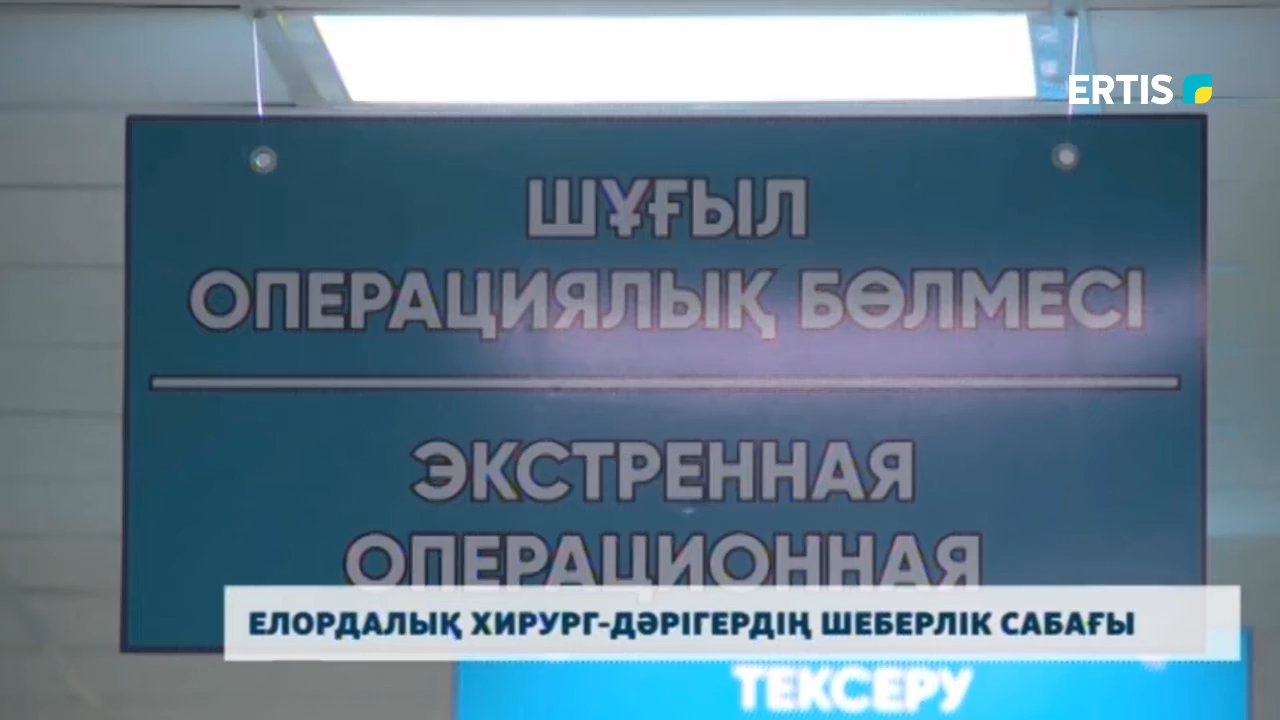 ERTIS
ШҰҒЫЛ
ОПЕРАЦИЯЛЫҚ БӨЛМЕСІ
ЭКСТРЕННАЯ
ОПЕРАЦИОННАЯ
ЕЛОРДАЛЫҚ ХИРУРГ-ДӘРІГЕРДІҢ ШЕБЕРЛІК САБАҒЫ
ТЕКСЕРУ